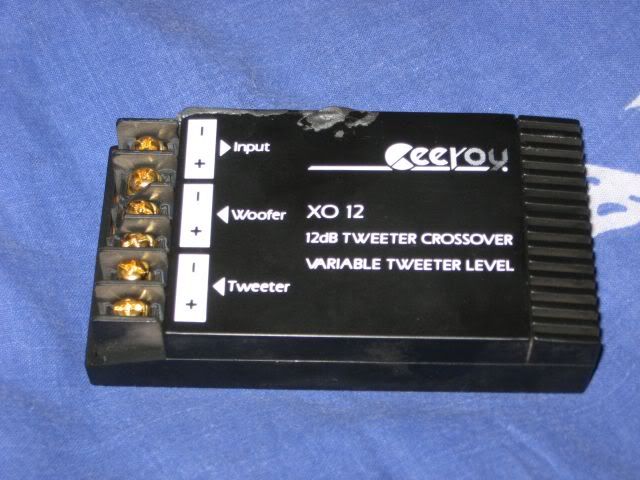 Ceeroy
- + Input
- + Woofer
- + Tweeter
XO 12
12dB TWEETER CROSSOVER
VARIABLE TWEETER LEVEL